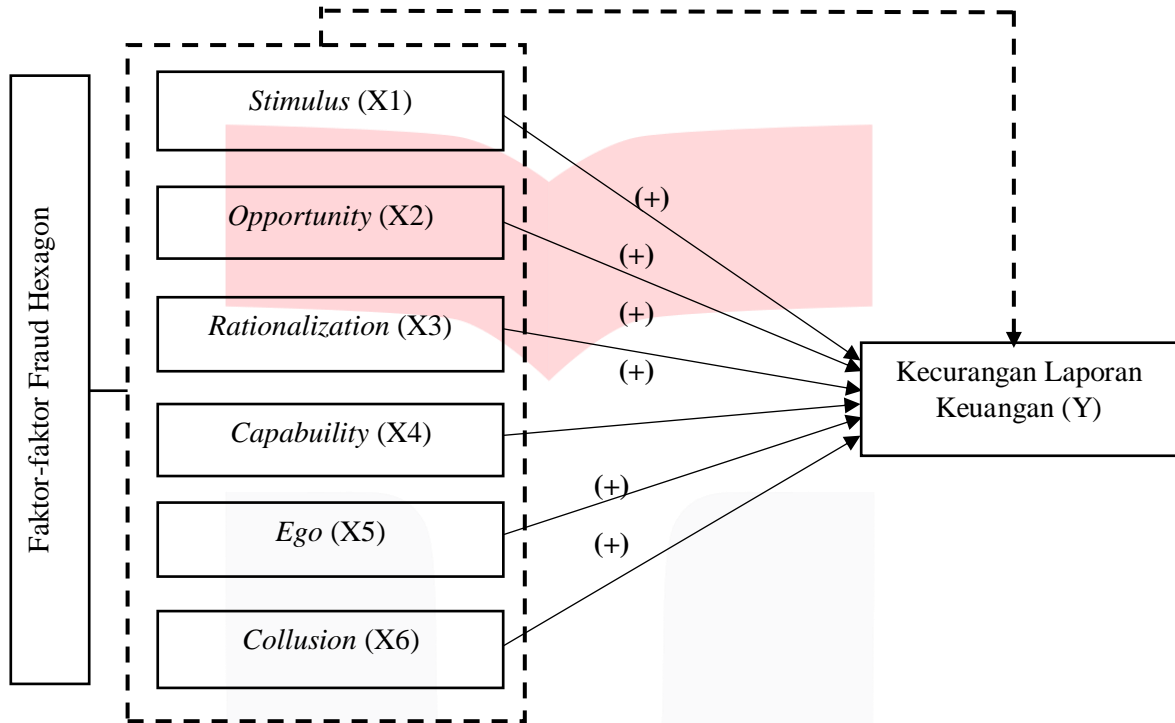 Faktor-faktor Fraud Hexagon
Stimulus (X1)
Opportunity (X2)
Rationalization (X3)
Capabuility (X4)
Ego (X5)
Collusion (X6)
(+)
(+)
(+)
(+)
(+)
(+)
Kecurangan Laporan
Keuangan (Y)